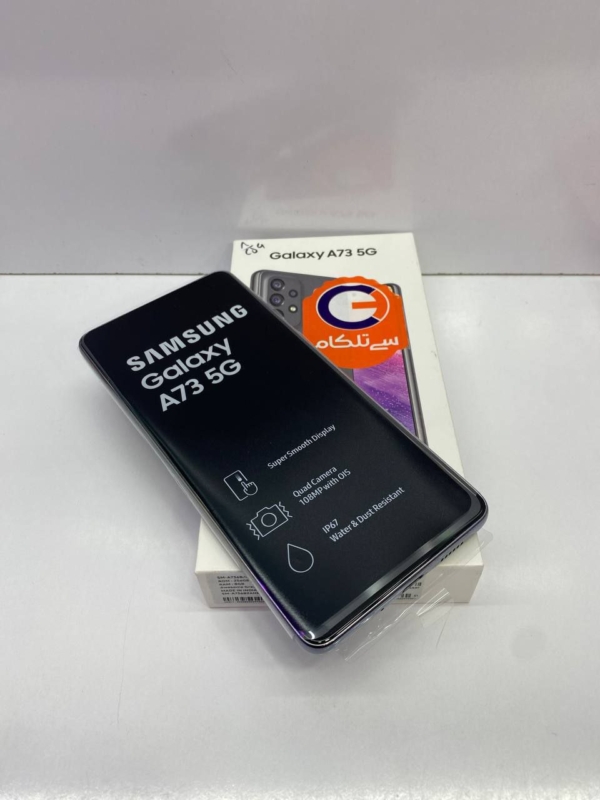 Galaxy A73 5G
سے تلکام
SAMSUNG
Galaxy
A73 5G
Super Smooth Display
Quad Camera
108MP with OIS
IP67
Water & Dust Resistant